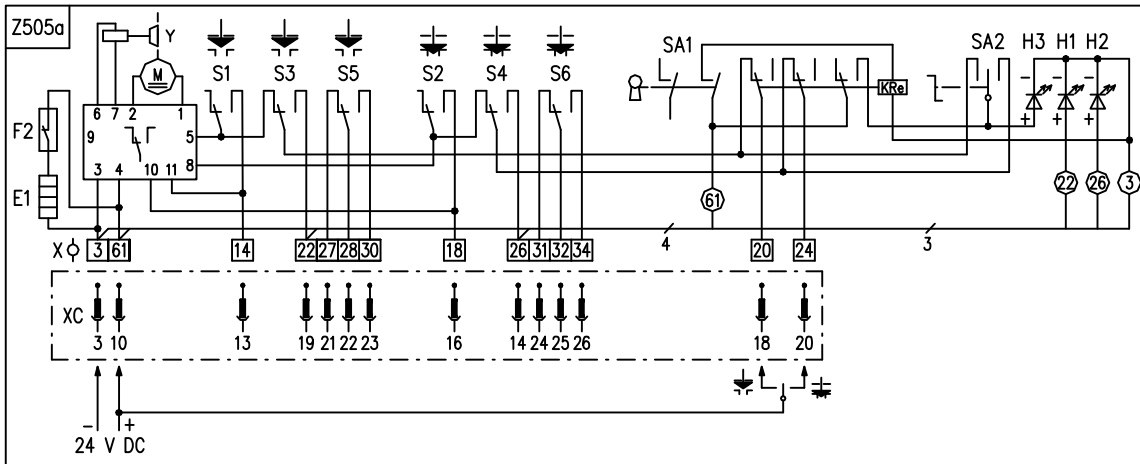 Z505a
Y
M
S1 S3 S5 S2 S4 S6
SA1 SA2 H3 H1 H2
KRe
6 7 2 1
9 5
8
3 4 10 11
F2
E1
- - -
+ + +
61 22 26 3
4 3
X 3 61 14 22 27 28 30 18 26 31 32 34 20 24
XC
3 10 13 19 21 22 23 16 14 24 25 26 18 20
- +
24 V DC